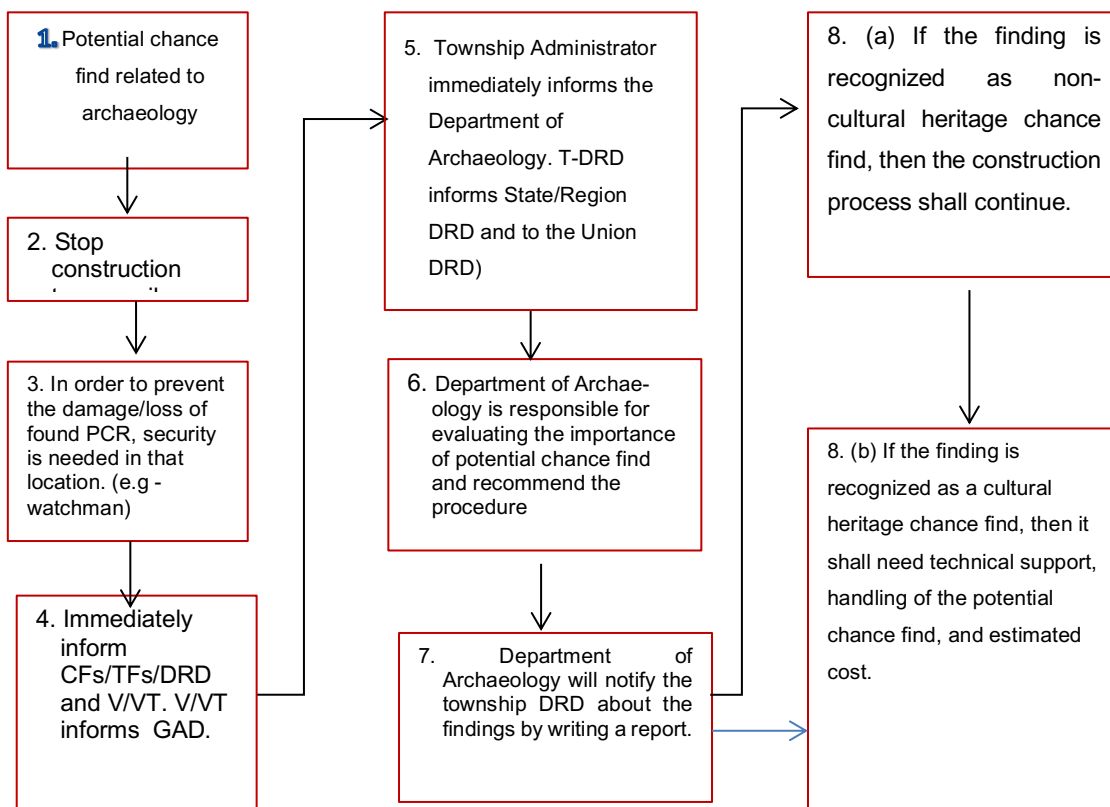 1. Potential chance
find related to
archaeology
2. Stop
construction
3. In order to prevent
the damage/loss of
found PCR, security
is needed in that
location. (e.g -
watchman)
4. Immediately
inform
CFs/TFs/DRD
and V/VT. V/VT
informs GAD.
5. Township Administrator
immediately informs the
Department of
Archaeology. T-DRD
informs State/Region
DRD and to the Union
DRD)
6. Department of Archae-
ology is responsible for
evaluating the importance
of potential chance find
and recommend the
procedure
7. Department of
Archaeology will notify the
township DRD about the
findings by writing a report.
8. (a) If the finding is
recognized as non-
cultural heritage chance
find, then the construction
process shall continue.
8. (b) If the finding is
recognized as a cultural
heritage chance find, then it
shall need technical support,
handling of the potential
chance find, and estimated
cost.